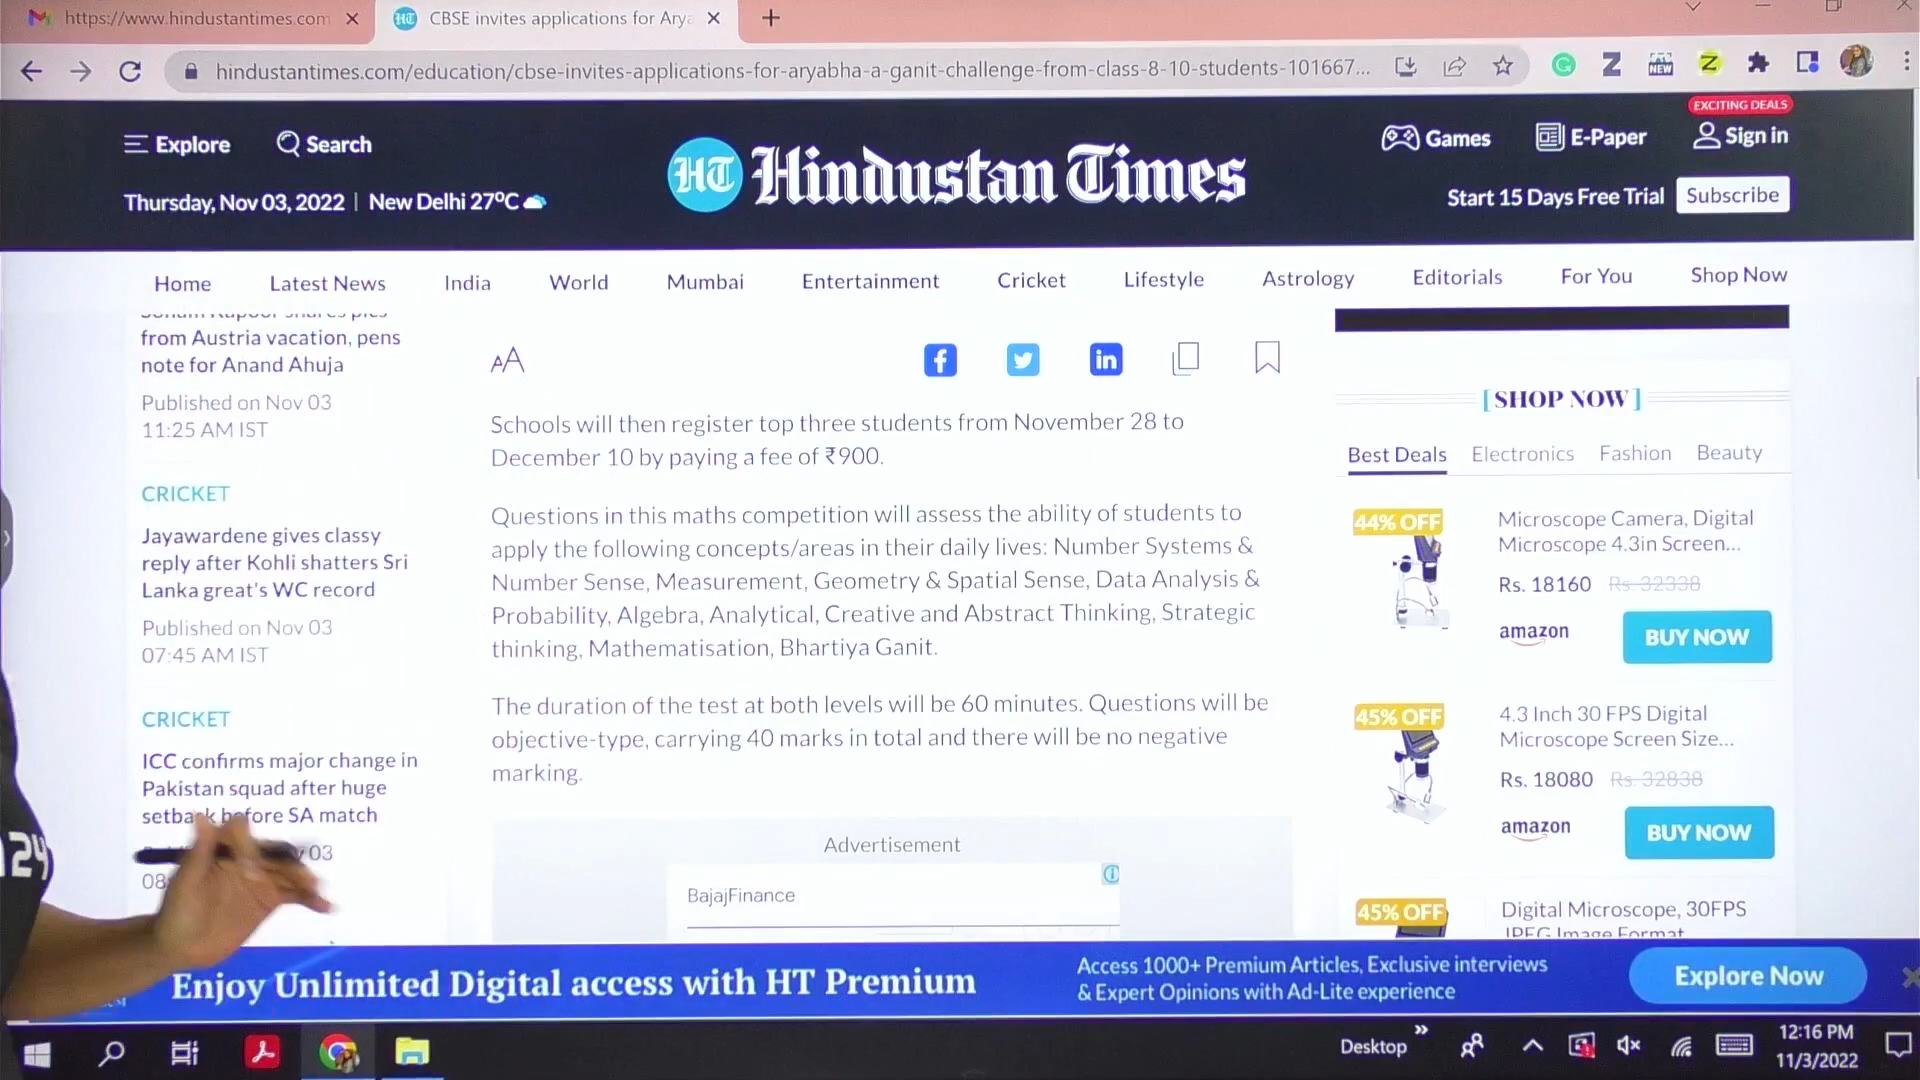 https://www.hindustantimes.com
CBSE invites applications for Arya
hindustantimes.com/education/cbse-invites-applications-for-aryabha-a-ganit-challenge-from-class-8-10-students-101667...
EXCITING DEALS
Explore
Search
HT Hindustan Times
Games
E-Paper
Sign in
Thursday, Nov 03, 2022 | New Delhi 27°C
Start 15 Days Free Trial
Subscribe
Home
Latest News
India
World
Mumbai
Entertainment
Cricket
Lifestyle
Astrology
Editorials
For You
Shop Now
from Austria vacation, pens
note for Anand Ahuja
Published on Nov 03
11:25 AM IST
CRICKET
Jayawardene gives classy
reply after Kohli shatters Sri
Lanka great's WC record
Published on Nov 03
07:45 AM IST
CRICKET
ICC confirms major change in
Pakistan squad after huge
setback before SA match
03
08
AA
Schools will then register top three students from November 28 to
December 10 by paying a fee of ₹900.
Questions in this maths competition will assess the ability of students to
apply the following concepts/areas in their daily lives: Number Systems &
Number Sense, Measurement, Geometry & Spatial Sense, Data Analysis &
Probability, Algebra, Analytical, Creative and Abstract Thinking, Strategic
thinking, Mathematisation, Bhartiya Ganit.
The duration of the test at both levels will be 60 minutes. Questions will be
objective-type, carrying 40 marks in total and there will be no negative
marking.
Advertisement
BajajFinance
[SHOP NOW]
Best Deals
Electronics
Fashion
Beauty
44% OFF
Microscope Camera, Digital
Microscope 4.3in Screen...
Rs. 18160 Rs. 32338
amazon
BUY NOW
45% OFF
4.3 Inch 30 FPS Digital
Microscope Screen Size...
Rs. 18080 Rs. 32838
amazon
BUY NOW
45% OFF
Digital Microscope, 30FPS
JPEG Image Format
24
Enjoy Unlimited Digital access with HT Premium
Access 1000+ Premium Articles, Exclusive interviews
& Expert Opinions with Ad-Lite experience
Explore Now
Desktop
12:16 PM
11/3/2022